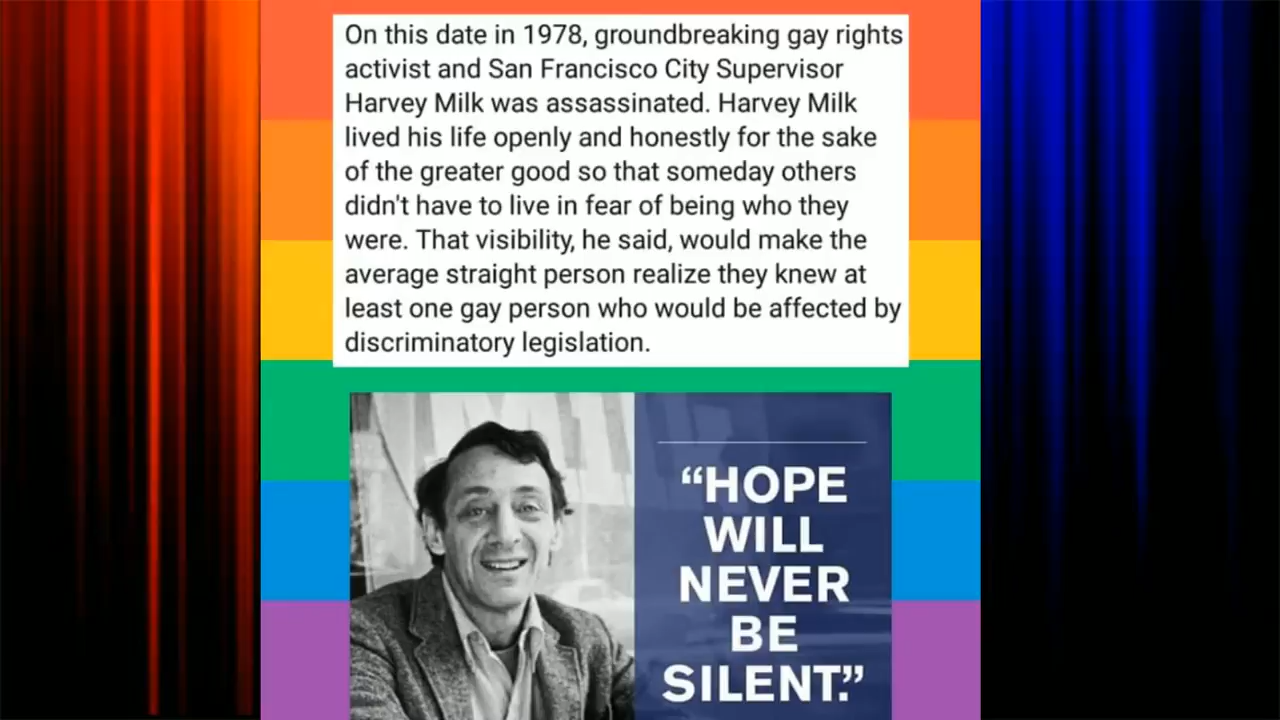 On this date in 1978, groundbreaking gay rights
activist and San Francisco City Supervisor
Harvey Milk was assassinated. Harvey Milk
lived his life openly and honestly for the sake
of the greater good so that someday others
didn't have to live in fear of being who they
were. That visibility, he said, would make the
average straight person realize they knew at
least one gay person who would be affected by
discriminatory legislation.
“HOPE
WILL
NEVER
BE
SILENT.”